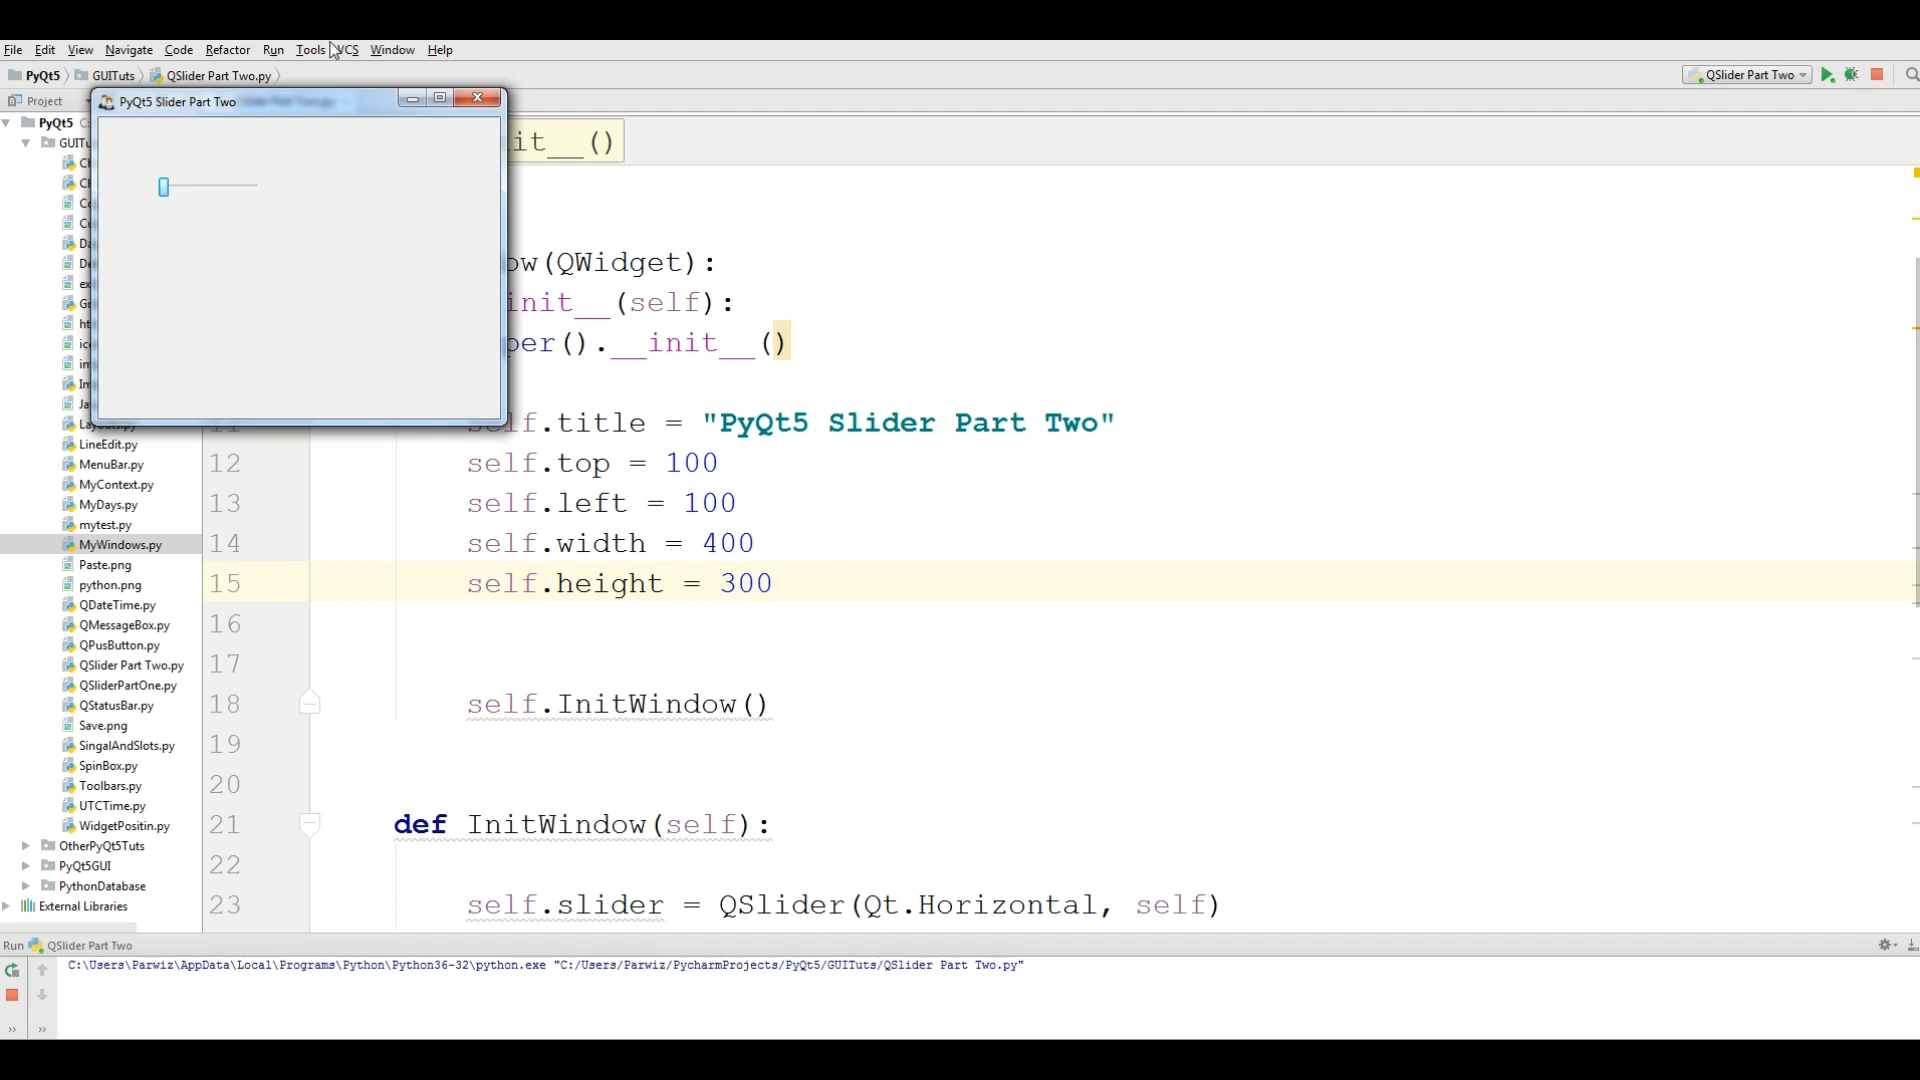 File Edit View Navigate Code Refactor Run Tools VCS Window Help
PyQt5 GUITuts QSlider Part Two.py
QSlider Part Two
Project
PyQt5 Slider Part Two
PyQt5
it__()
ow(QWidget):
init__(self):
per().__init__()
self.title = "PyQt5 Slider Part Two"
12 self.top = 100
13 self.left = 100
14 self.width = 400
15 self.height = 300
16
17
18 self.InitWindow()
19
20
21 def InitWindow(self):
22
23 self.slider = QSlider(Qt.Horizontal, self)
LineEdit.py
MenuBar.py
MyContext.py
MyDays.py
mytest.py
MyWindows.py
Paste.png
python.png
QDateTime.py
QMessageBox.py
QPusButton.py
QSlider Part Two.py
QSliderPartOne.py
QStatusBar.py
Save.png
SingalAndSlots.py
SpinBox.py
Toolbars.py
UTCTime.py
WidgetPositin.py
OtherPyQt5Tuts
PyQt5GUI
PythonDatabase
External Libraries
Run QSlider Part Two
C:\Users\Parwiz\AppData\Local\Programs\Python\Python36-32\python.exe "C:/Users/Parwiz/PycharmProjects/PyQt5/GUITuts/QSlider Part Two.py"